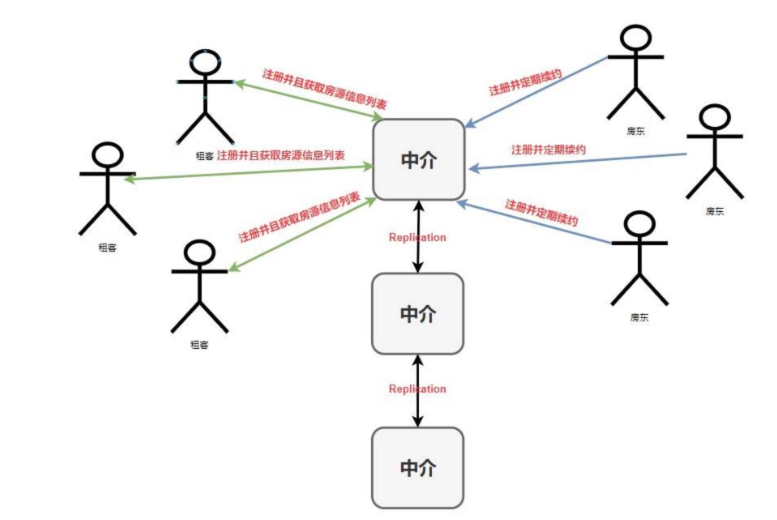 注册并且获取房源信息列表
注册并定期续约
房东
租客
注册并且获取房源信息列表
中介
注册并定期续约
房东
租客
注册并且获取房源信息列表
注册并定期续约
Replication
租客
房东
中介
Replication
中介